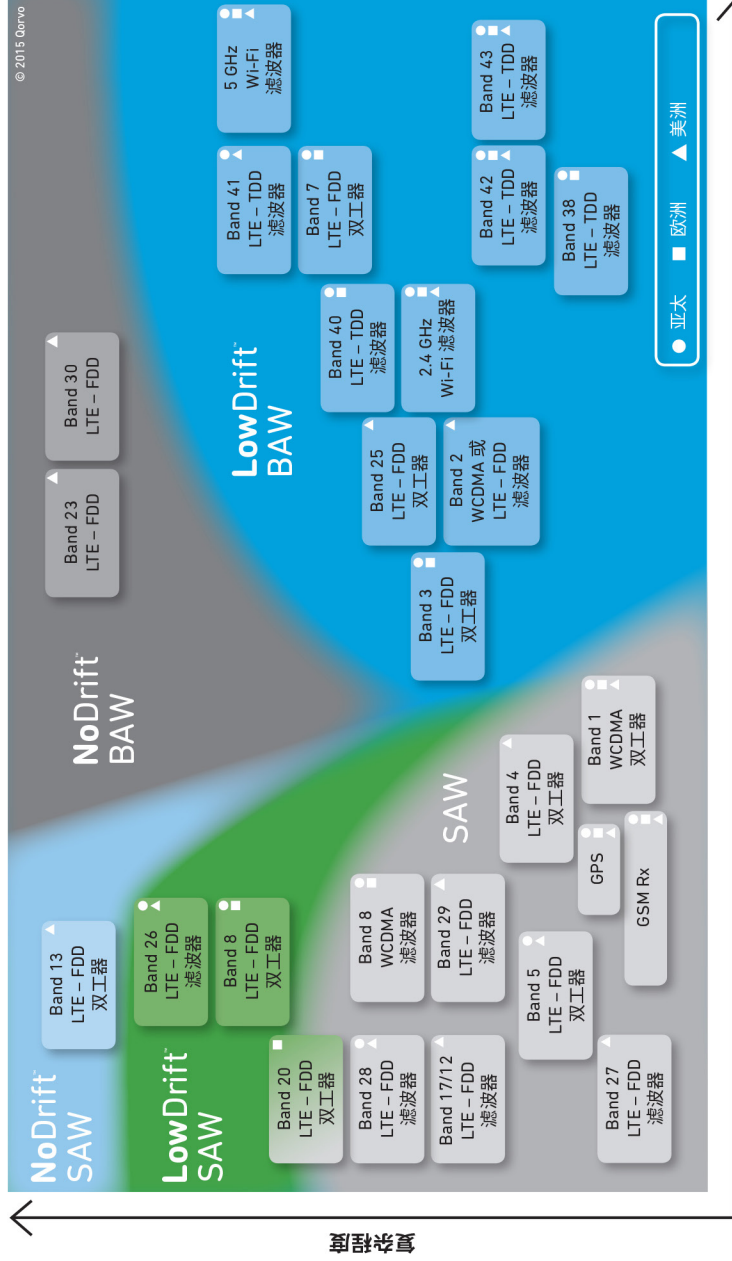 © 2015 Qorvo
复杂程度
NoDrift™
SAW
Band 13
LTE – FDD
双工器
NoDrift™
BAW
Band 23
LTE – FDD
Band 30
LTE – FDD
LowDrift™
SAW
Band 26
LTE – FDD
滤波器
Band 8
LTE – FDD
双工器
Band 20
LTE – FDD
双工器
LowDrift™
BAW
Band 41
LTE – TDD
滤波器
5 GHz
Wi-Fi
滤波器
Band 7
LTE – FDD
双工器
Band 40
LTE – TDD
滤波器
2.4 GHz
Wi-Fi 滤波器
Band 25
LTE – FDD
双工器
Band 2
WCDMA 或
LTE – FDD
滤波器
Band 3
LTE – FDD
双工器
Band 42
LTE – TDD
滤波器
Band 43
LTE – TDD
滤波器
Band 38
LTE – TDD
滤波器
SAW
Band 28
LTE – FDD
滤波器
Band 8
WCDMA
滤波器
Band 17/12
LTE – FDD
滤波器
Band 29
LTE – FDD
滤波器
Band 4
LTE – FDD
双工器
Band 5
LTE – FDD
双工器
GPS
Band 1
WCDMA
双工器
GSM Rx
Band 27
LTE – FDD
滤波器
● 亚太 ■ 欧洲 ▲ 美洲